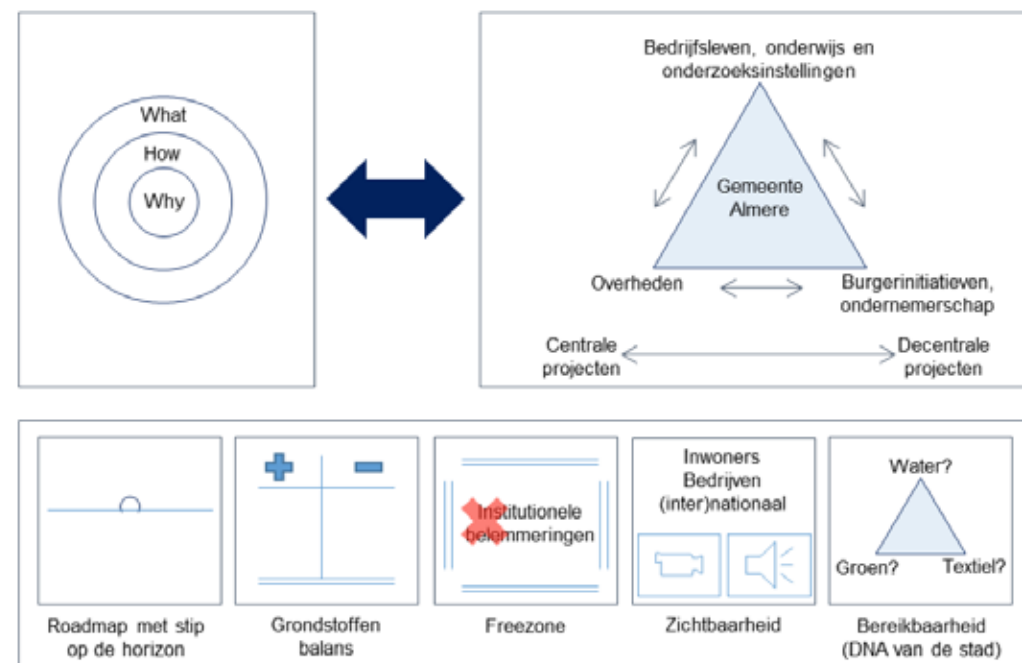 What
How
Why
Bedrijfsleven, onderwijs en
onderzoeksinstellingen
Gemeente
Almere
Overheden
Burgerinitiatieven,
ondernemerschap
Centrale
projecten
Decentrale
projecten
Roadmap met stip
op de horizon
Grondstoffen
balans
Institutionele
belemmeringen
Freezone
Inwoners
Bedrijven
(inter)nationaal
Zichtbaarheid
Water?
Groen?
Textiel?
Bereikbaarheid
(DNA van de stad)